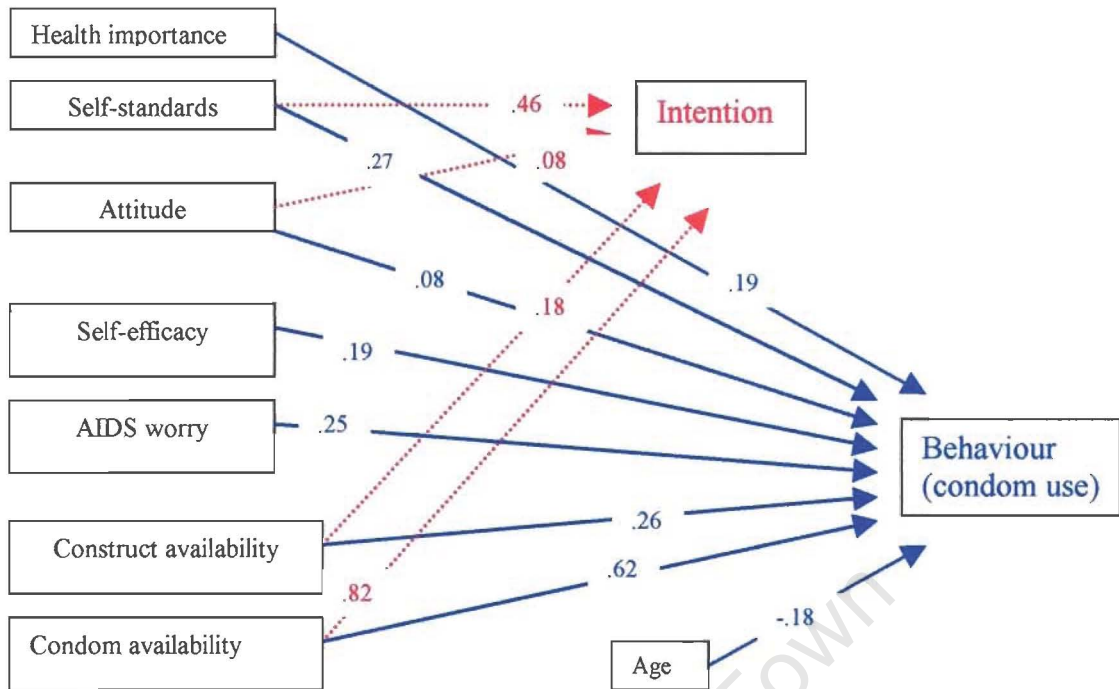 Health importance
Self-standards
.46
Intention
.27
.08
Attitude
.08
.18
.19
Self-efficacy
.19
AIDS worry
.25
Behaviour
(condom use)
Construct availability
.26
.62
.82
Condom availability
-.18
Age
Town